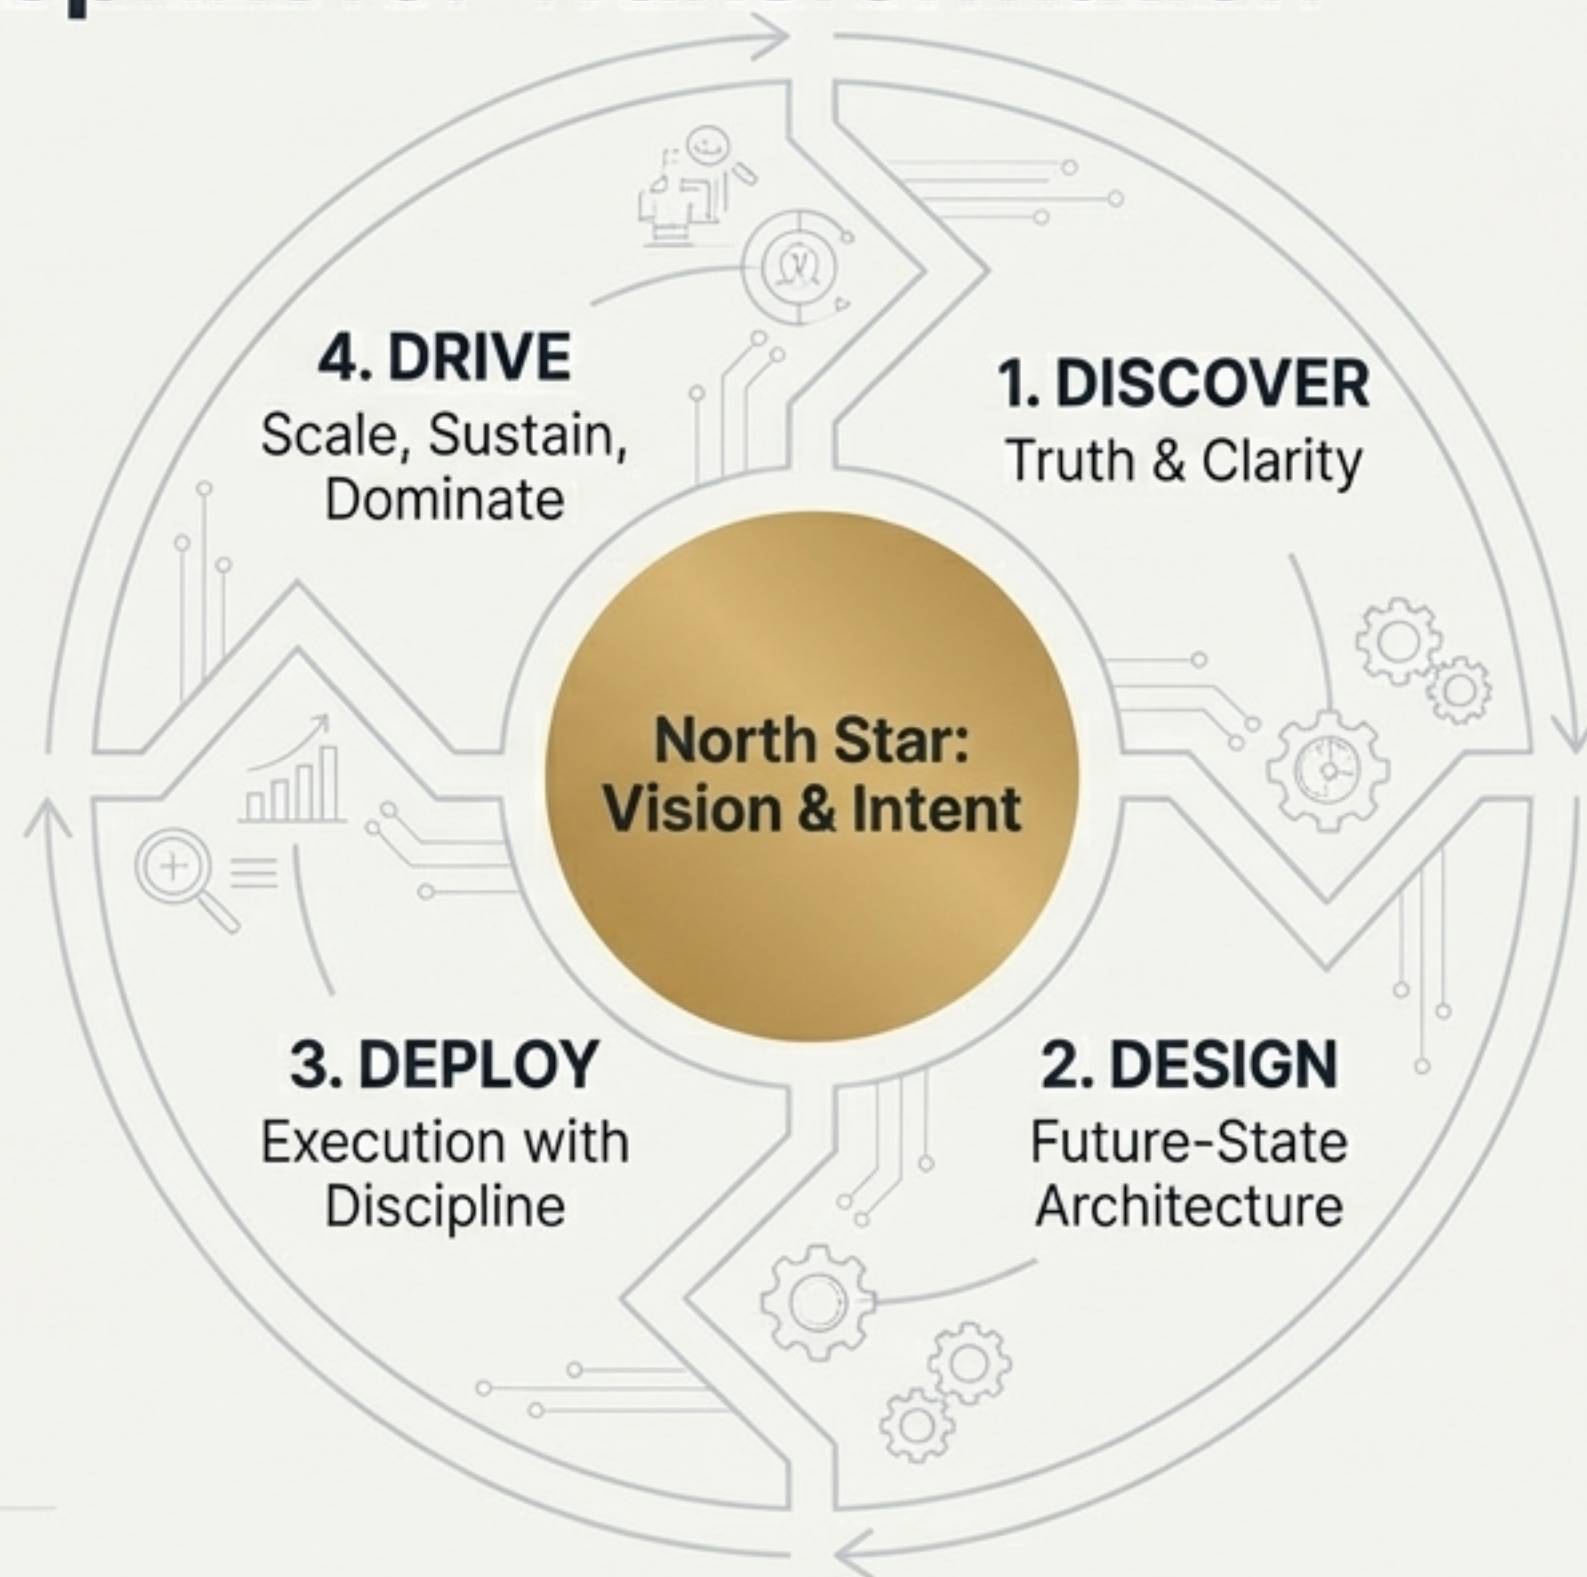 1. DISCOVER
Truth & Clarity
2. DESIGN
Future-State
Architecture
3. DEPLOY
Execution with
Discipline
4. DRIVE
Scale, Sustain,
Dominate
North Star:
Vision & Intent